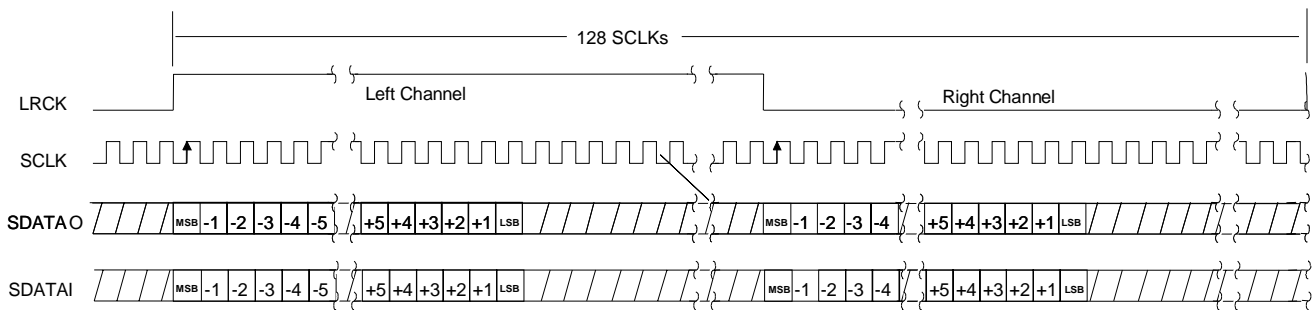 128 SCLKs
LRCK
Left Channel
Right Channel
SCLK
SDATAO MSB -1 -2 -3 -4 -5 +5 +4 +3 +2 +1 LSB MSB -1 -2 -3 -4 +5 +4 +3 +2 +1 LSB
SDATAI MSB -1 -2 -3 -4 -5 +5 +4 +3 +2 +1 LSB MSB -1 -2 -3 -4 +5 +4 +3 +2 +1 LSB